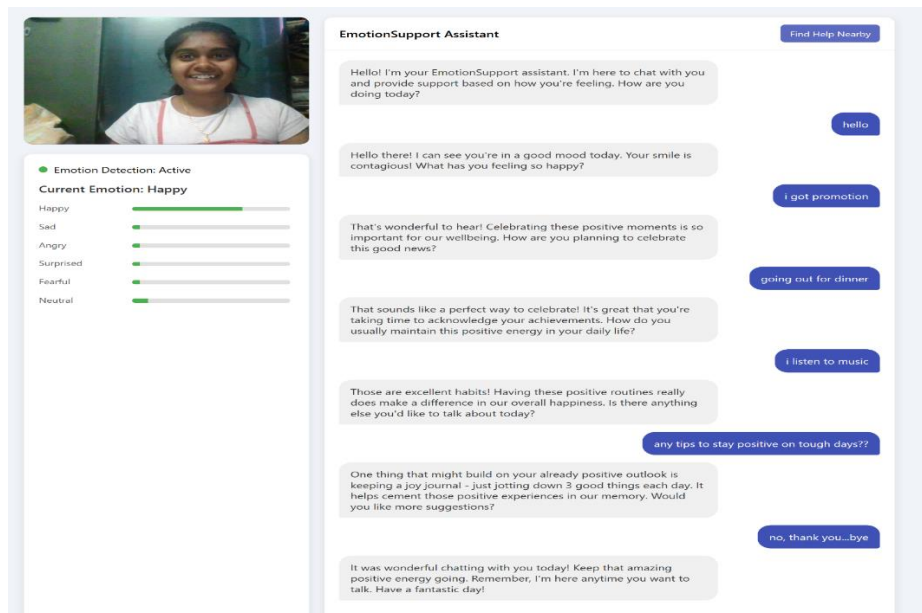 Emotion Detection: Active
Current Emotion: Happy
Happy
Sad
Angry
Surprised
Fearful
Neutral
EmotionSupport Assistant
Find Help Nearby
Hello! I'm your EmotionSupport assistant. I'm here to chat with you
and provide support based on how you're feeling. How are you
doing today?
hello
Hello there! I can see you're in a good mood today. Your smile is
contagious! What has you feeling so happy?
i got promotion
That's wonderful to hear! Celebrating these positive moments is so
important for our wellbeing. How are you planning to celebrate
this good news?
going out for dinner
That sounds like a perfect way to celebrate! It's great that you're
taking time to acknowledge your achievements. How do you
usually maintain this positive energy in your daily life?
i listen to music
Those are excellent habits! Having these positive routines really
does make a difference in our overall happiness. Is there anything
else you'd like to talk about today?
any tips to stay positive on tough days??
One thing that might build on your already positive outlook is
keeping a joy journal - just jotting down 3 good things each day. It
helps cement those positive experiences in our memory. Would
you like more suggestions?
no, thank you...bye
It was wonderful chatting with you today! Keep that amazing
positive energy going. Remember, I'm here anytime you want to
talk. Have a fantastic day!